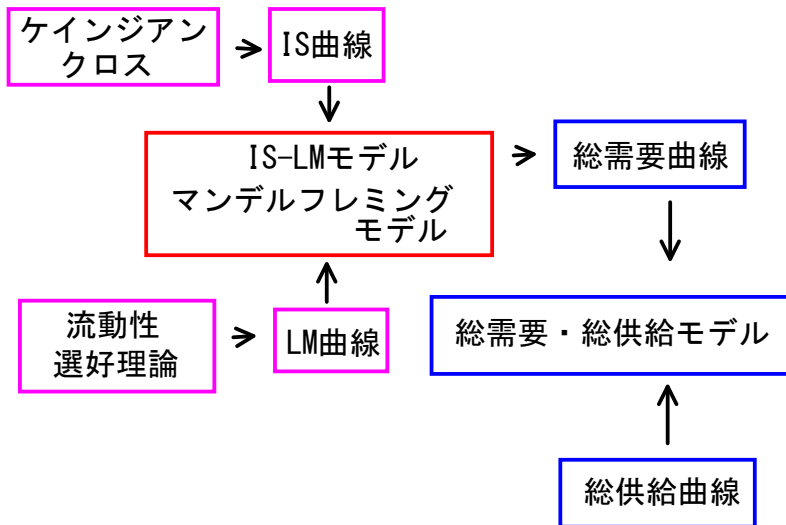 ケインジアン
クロス
IS曲線
IS-LMモデル
マンデルフレミング
モデル
総需要曲線
流動性
選好理論
LM曲線
総需要・総供給モデル
総供給曲線